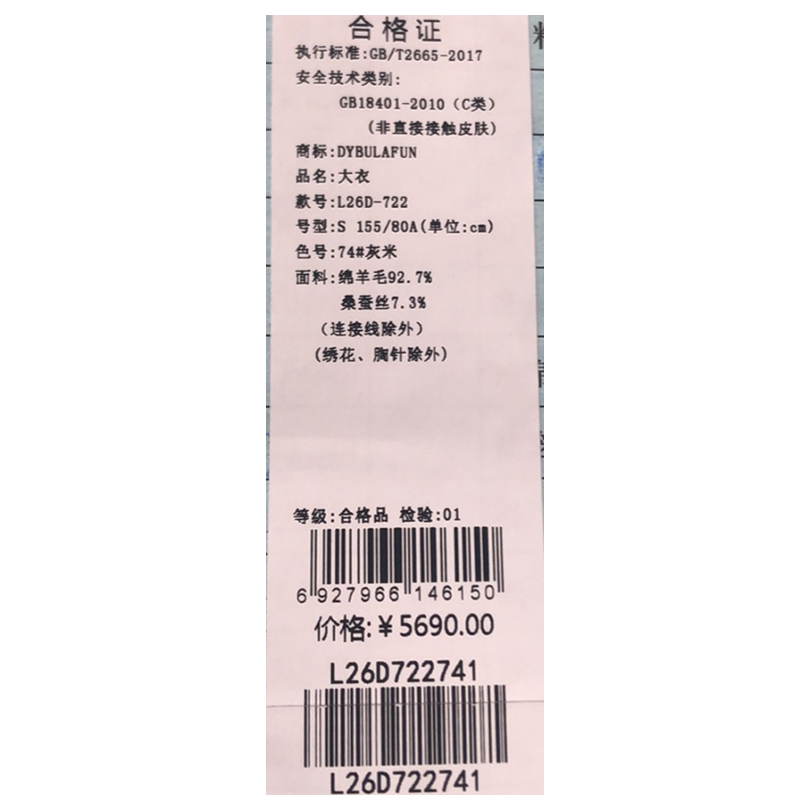 合格证
执行标准:GB/T2665-2017
安全技术类别:
GB18401-2010（C类）
(非直接接触皮肤)
商标:DYBULAFUN
品名:大衣
款号:L26D-722
号型:S 155/80A(单位:cm)
色号:74#灰米
面料:绵羊毛92.7%
桑蚕丝7.3%
（连接线除外）
(绣花、胸针除外)
等级:合格品 检验:01
6 927966 146150
价格:￥5690.00
L26D722741
L26D722741